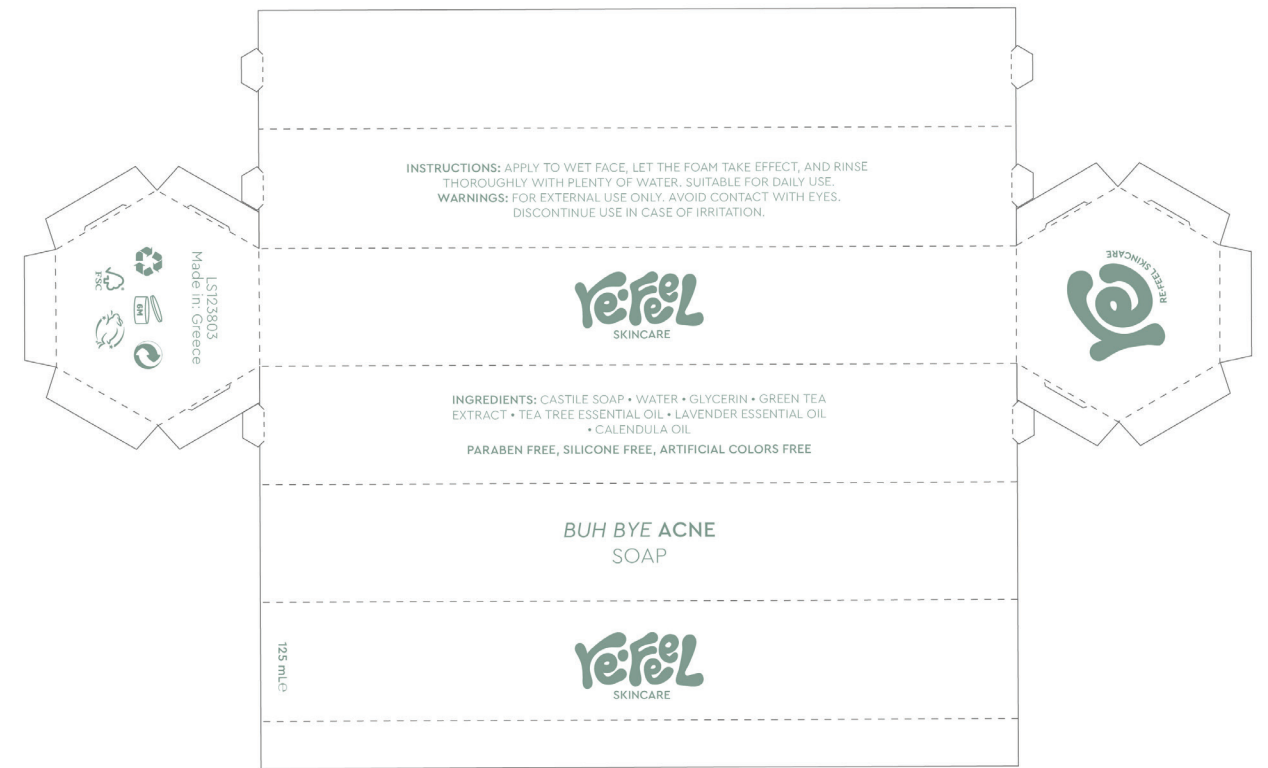 INSTRUCTIONS: APPLY TO WET FACE, LET THE FOAM TAKE EFFECT, AND RINSE
THOROUGHLY WITH PLENTY OF WATER. SUITABLE FOR DAILY USE.
WARNINGS: FOR EXTERNAL USE ONLY. AVOID CONTACT WITH EYES.
DISCONTINUE USE IN CASE OF IRRITATION.
LS123803
Made in: Greece
FSC
6M
re:Feel
SKINCARE
re
RE:FEEL SKINCARE
INGREDIENTS: CASTILE SOAP • WATER • GLYCERIN • GREEN TEA
EXTRACT • TEA TREE ESSENTIAL OIL • LAVENDER ESSENTIAL OIL
• CALENDULA OIL
PARABEN FREE, SILICONE FREE, ARTIFICIAL COLORS FREE
BUH BYE ACNE
SOAP
125 mL℮
re:Feel
SKINCARE